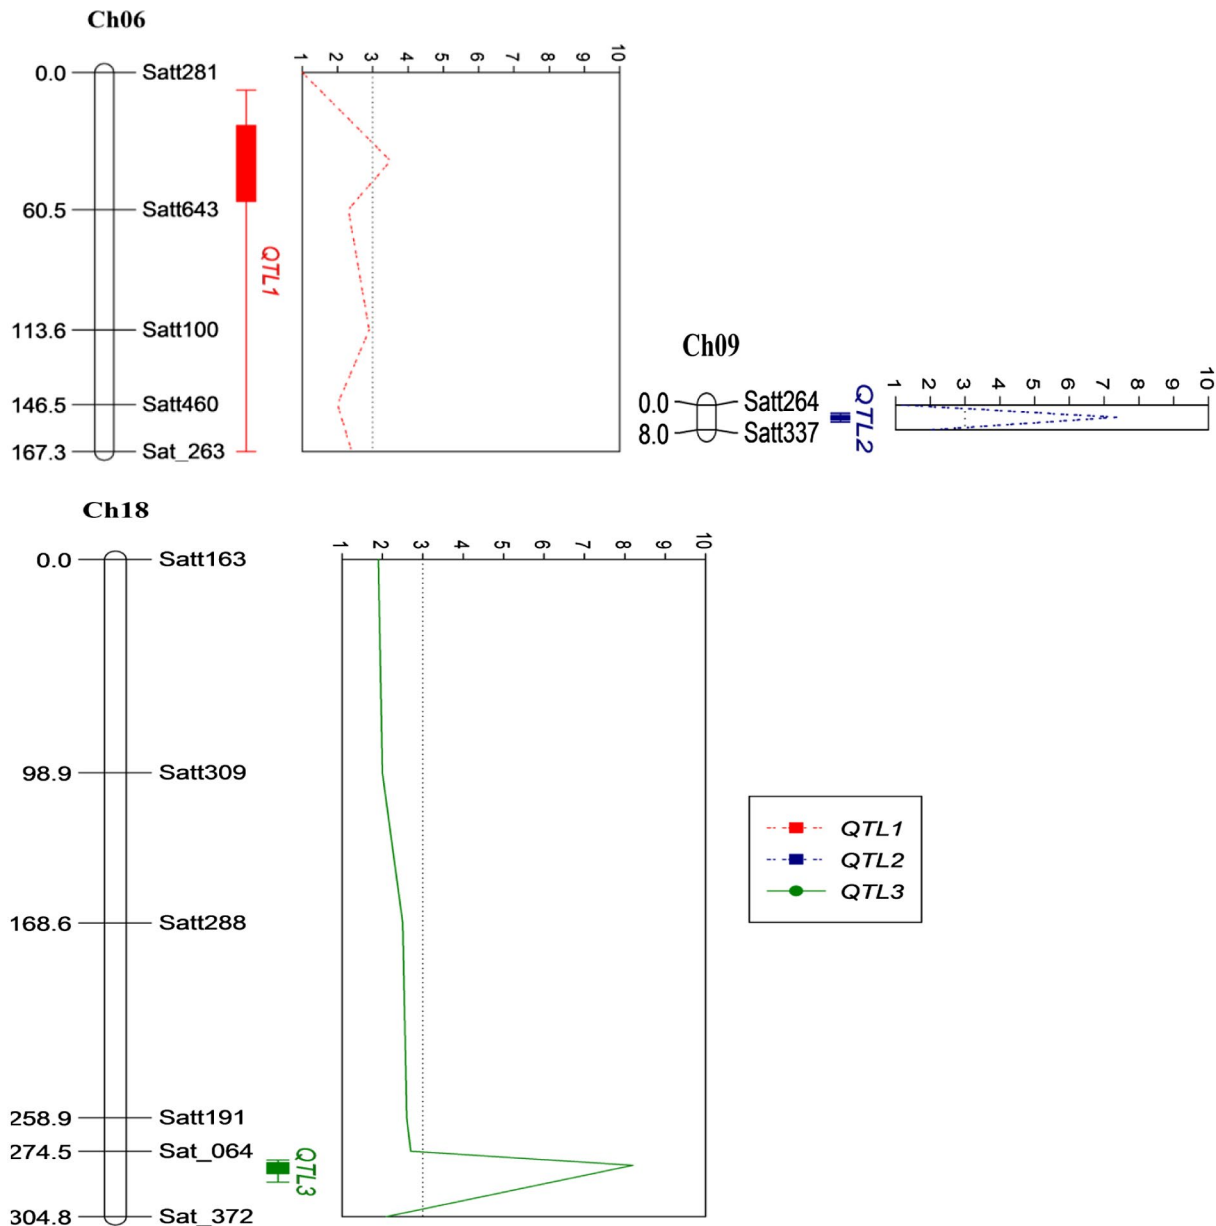 Ch06
1 2 3 4 5 6 7 8 9 10
0.0 Satt281
60.5 Satt643
QTL1
113.6 Satt100
146.5 Satt460
167.3 Sat_263
Ch09
1 2 3 4 5 6 7 8 9 10
0.0 Satt264
8.0 Satt337
QTL2
Ch18
1 2 3 4 5 6 7 8 9 10
0.0 Satt163
98.9 Satt309
168.6 Satt288
258.9 Satt191
274.5 Sat_064
QTL3
304.8 Sat_372
QTL1
QTL2
QTL3